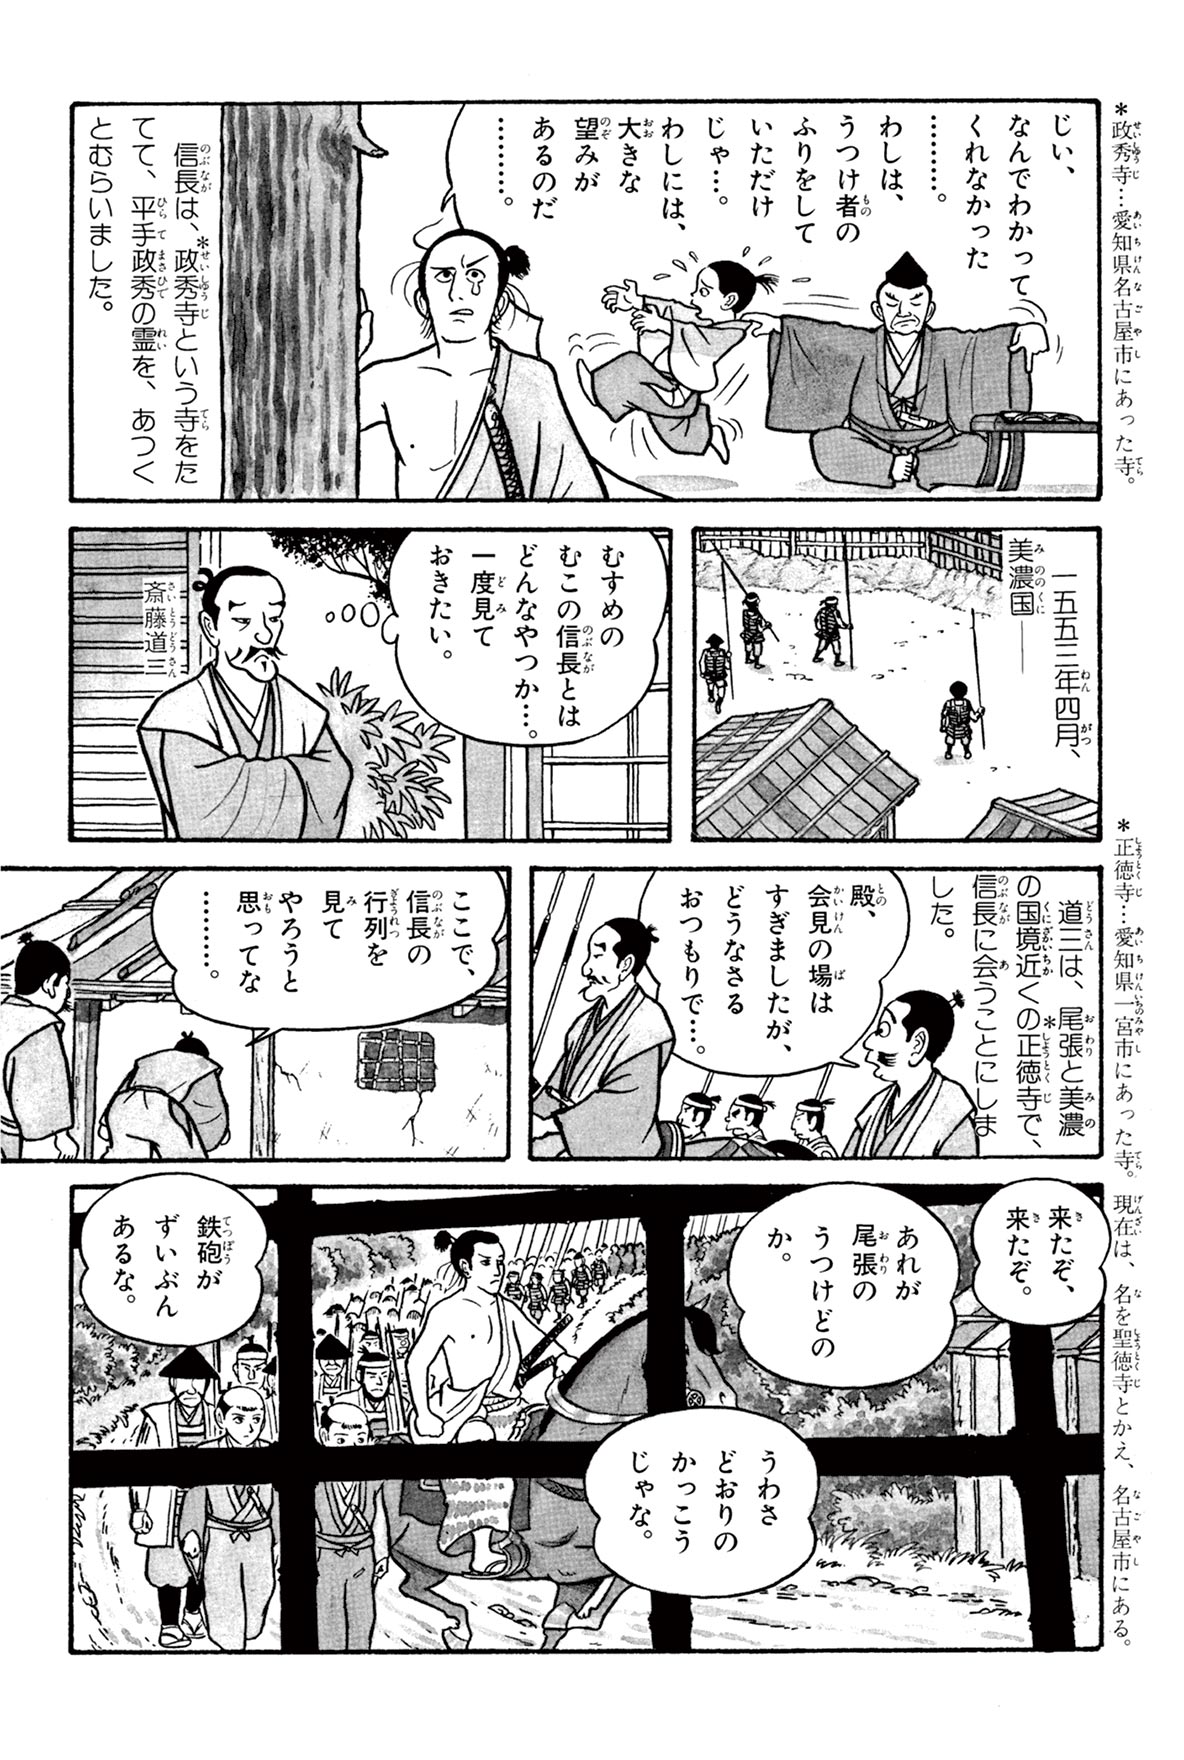 ＊政秀寺…愛知県名古屋市にあった寺。
じい、
なんでわかって
くれなかった
………。
わしは、
うつけ者の
ふりをして
いただけ
じゃ…。
わしには、
大きな
望みが
あるのだ
………。
信長は、＊政秀寺という寺をた
てて、平手政秀の霊を、あつく
とむらいました。
一五五三年四月、
美濃国――
むすめの
むこの信長とは
どんなやつか…。
一度見て
おきたい。
斎藤道三
＊正徳寺…愛知県一宮市にあった寺。現在は、名を聖徳寺とかえ、名古屋市にある。
道三は、尾張と美濃
の国境近くの＊正徳寺で、
信長に会うことにしま
した。
殿、
会見の場は
すぎましたが、
どうなさる
おつもりで…。
ここで、
信長の
行列を
見て
やろうと
思ってな
………。
来たぞ、
来たぞ。
あれが
尾張の
うつけどの
か。
うわさ
どおりの
かっこう
じゃな。
鉄砲が
ずいぶん
あるな。